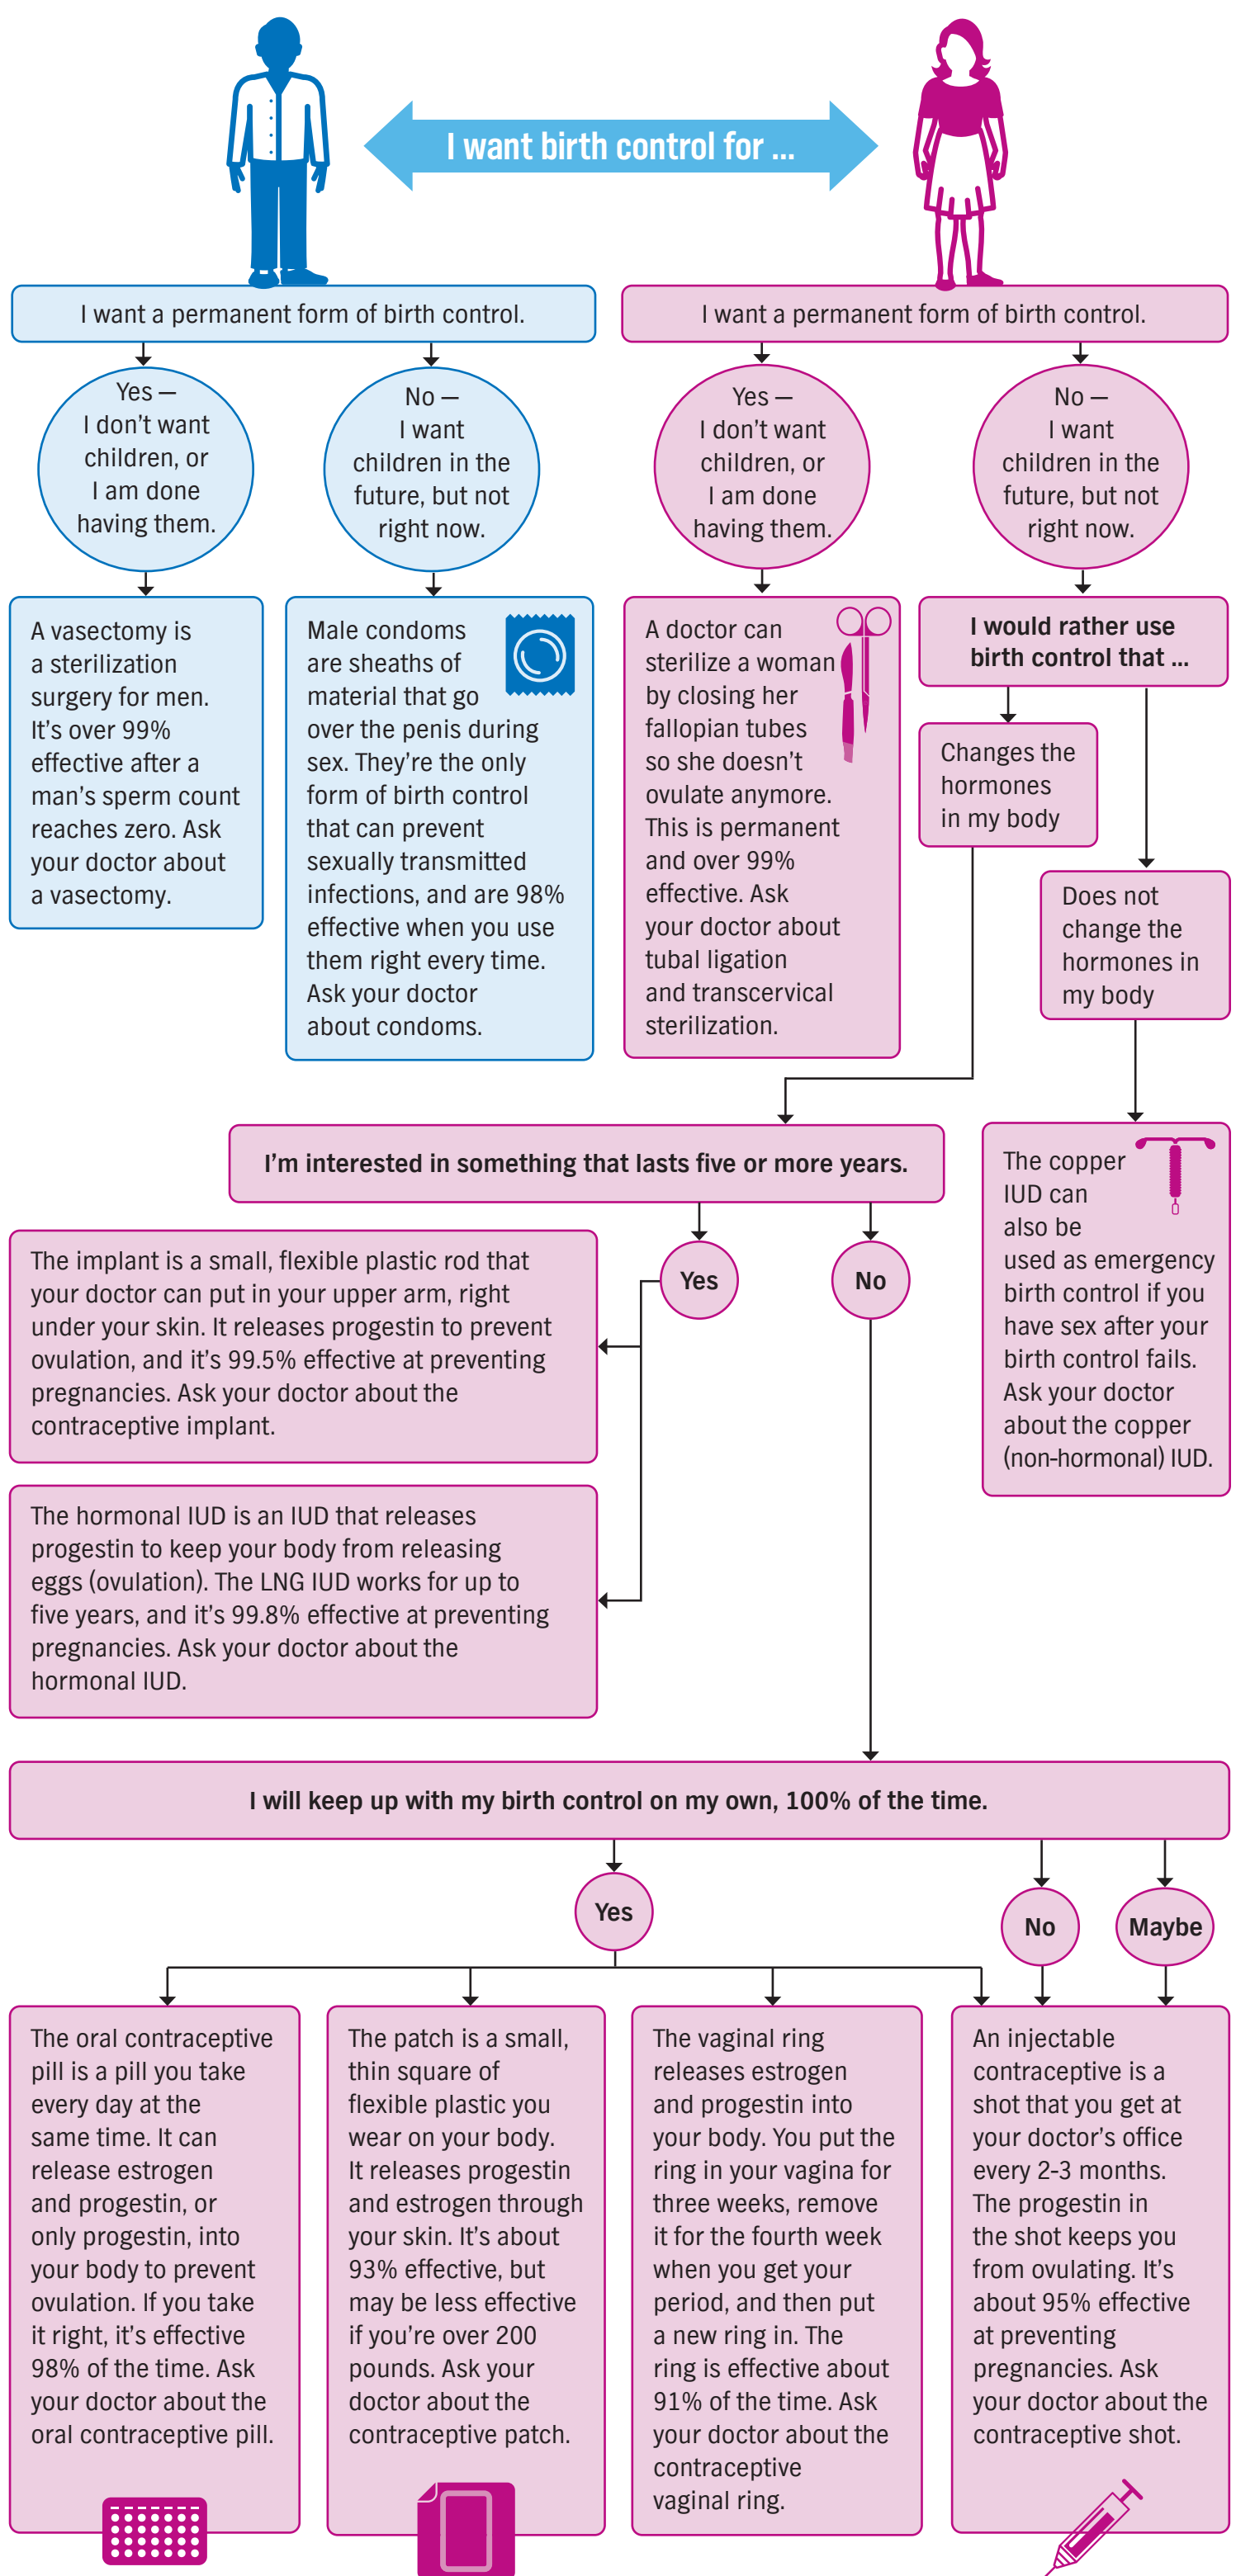 I want birth control for ...
I want a permanent form of birth control.
Yes —
I don't want
children, or
I am done
having them.
No —
I want
children in the
future, but not
right now.
A vasectomy is
a sterilization
surgery for men.
It's over 99%
effective after a
man's sperm count
reaches zero. Ask
your doctor about
a vasectomy.
Male condoms
are sheaths of
material that go
over the penis during
sex. They're the only
form of birth control
that can prevent
sexually transmitted
infections, and are 98%
effective when you use
them right every time.
Ask your doctor
about condoms.
I want a permanent form of birth control.
Yes —
I don't want
children, or
I am done
having them.
No —
I want
children in the
future, but not
right now.
A doctor can
sterilize a woman
by closing her
fallopian tubes
so she doesn't
ovulate anymore.
This is permanent
and over 99%
effective. Ask
your doctor about
tubal ligation
and transcervical
sterilization.
I would rather use
birth control that ...
Changes the
hormones
in my body
Does not
change the
hormones in
my body
The copper
IUD can
also be
used as emergency
birth control if you
have sex after your
birth control fails.
Ask your doctor
about the copper
(non-hormonal) IUD.
I'm interested in something that lasts five or more years.
Yes
No
The implant is a small, flexible plastic rod that
your doctor can put in your upper arm, right
under your skin. It releases progestin to prevent
ovulation, and it's 99.5% effective at preventing
pregnancies. Ask your doctor about the
contraceptive implant.
The hormonal IUD is an IUD that releases
progestin to keep your body from releasing
eggs (ovulation). The LNG IUD works for up to
five years, and it's 99.8% effective at preventing
pregnancies. Ask your doctor about the
hormonal IUD.
I will keep up with my birth control on my own, 100% of the time.
Yes
No
Maybe
The oral contraceptive
pill is a pill you take
every day at the
same time. It can
release estrogen
and progestin, or
only progestin, into
your body to prevent
ovulation. If you take
it right, it's effective
98% of the time. Ask
your doctor about the
oral contraceptive pill.
The patch is a small,
thin square of
flexible plastic you
wear on your body.
It releases progestin
and estrogen through
your skin. It's about
93% effective, but
may be less effective
if you're over 200
pounds. Ask your
doctor about the
contraceptive patch.
The vaginal ring
releases estrogen
and progestin into
your body. You put the
ring in your vagina for
three weeks, remove
it for the fourth week
when you get your
period, and then put
a new ring in. The
ring is effective about
91% of the time. Ask
your doctor about the
contraceptive
vaginal ring.
An injectable
contraceptive is a
shot that you get at
your doctor's office
every 2-3 months.
The progestin in
the shot keeps you
from ovulating. It's
about 95% effective
at preventing
pregnancies. Ask
your doctor about the
contraceptive shot.